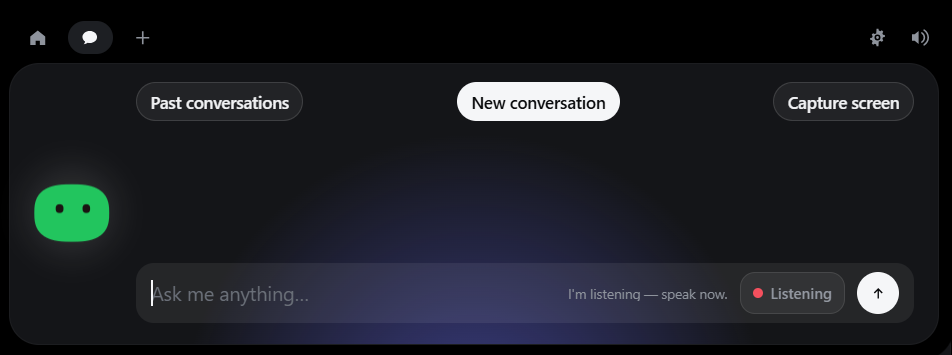 Past conversations
New conversation
Capture screen
Ask me anything...
I'm listening — speak now.
Listening